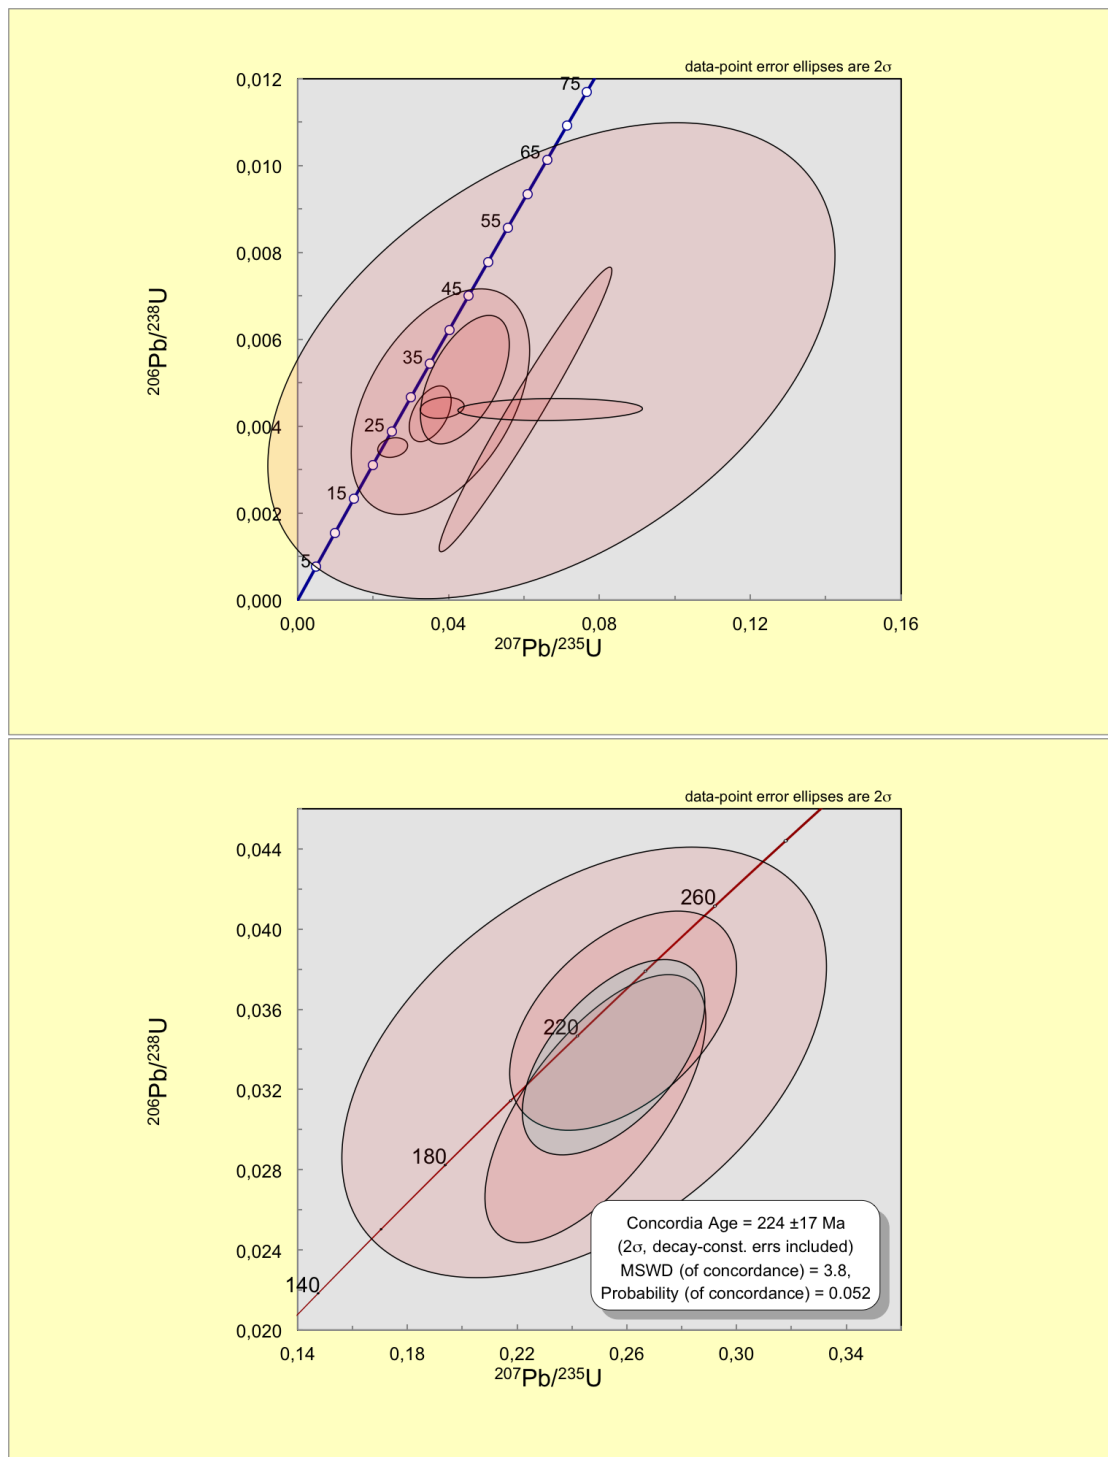 data-point error ellipses are 2σ
0,012
0,010
0,008
0,006
0,004
0,002
0,000
206Pb/238U
75
65
55
45
35
25
15
5
0,00 0,04 0,08 0,12 0,16
207Pb/235U
data-point error ellipses are 2σ
0,044
0,040
0,036
0,032
0,028
0,024
0,020
206Pb/238U
260
220
180
140
Concordia Age = 224 ±17 Ma
(2σ, decay-const. errs included)
MSWD (of concordance) = 3.8,
Probability (of concordance) = 0.052
0,14 0,18 0,22 0,26 0,30 0,34
207Pb/235U